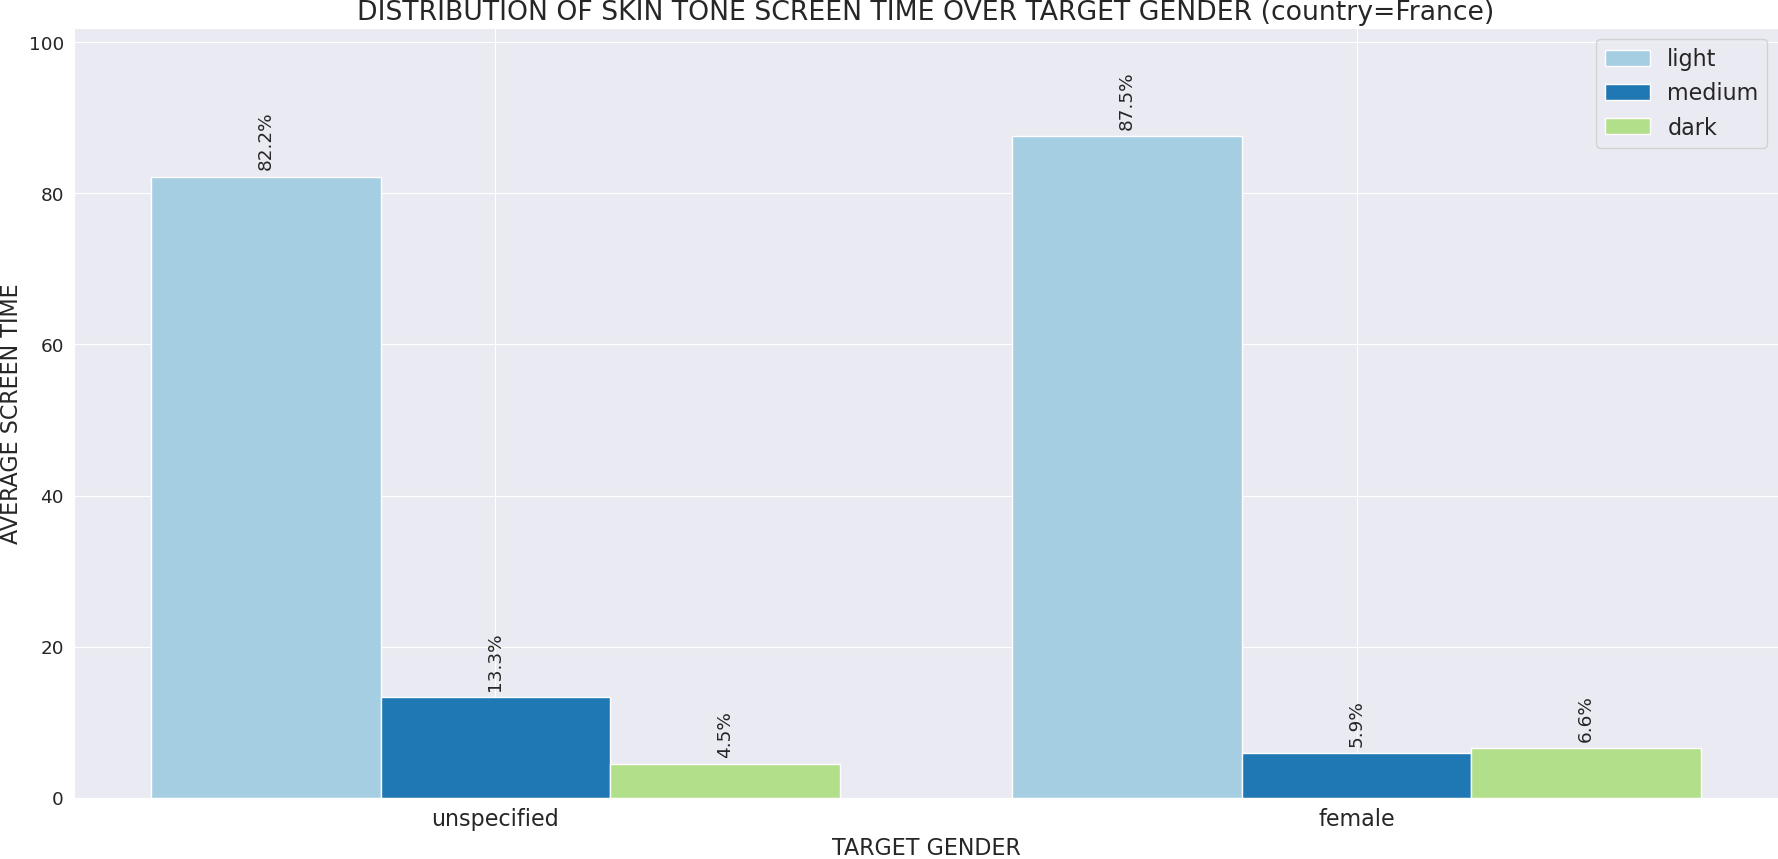 DISTRIBUTION OF SKIN TONE SCREEN TIME OVER TARGET GENDER (country=France)
100
80
60
40
20
0
AVERAGE SCREEN TIME
82.2%
13.3%
4.5%
87.5%
5.9%
6.6%
light
medium
dark
unspecified
female
TARGET GENDER